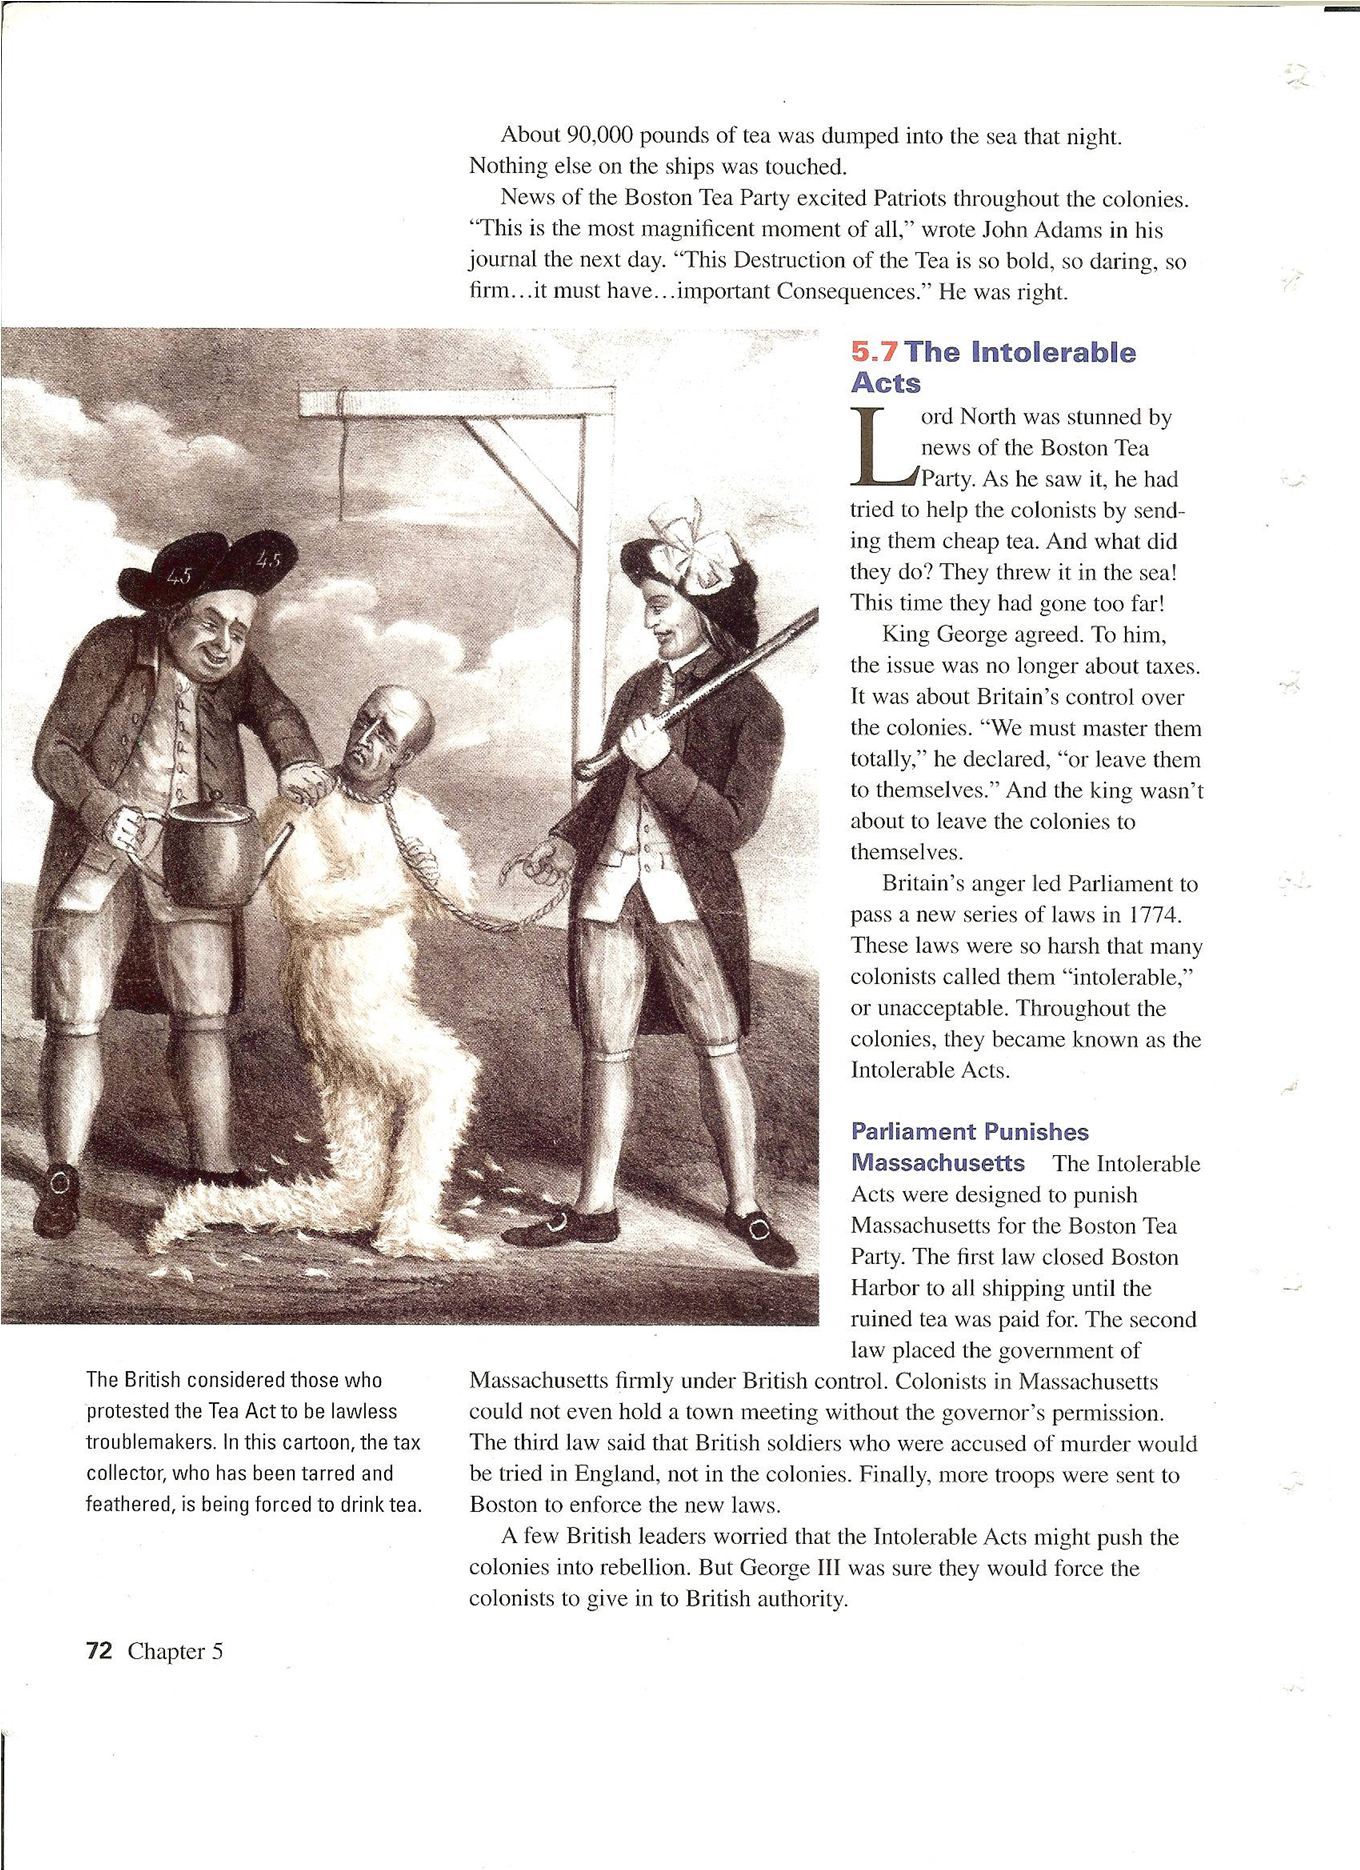 About 90,000 pounds of tea was dumped into the sea that night.
Nothing else on the ships was touched.
News of the Boston Tea Party excited Patriots throughout the colonies.
“This is the most magnificent moment of all,” wrote John Adams in his
journal the next day. “This Destruction of the Tea is so bold, so daring, so
firm…it must have…important Consequences.” He was right.
5.7 The Intolerable
Acts
Lord North was stunned by
news of the Boston Tea
Party. As he saw it, he had
tried to help the colonists by send-
ing them cheap tea. And what did
they do? They threw it in the sea!
This time they had gone too far!
King George agreed. To him,
the issue was no longer about taxes.
It was about Britain’s control over
the colonies. “We must master them
totally,” he declared, “or leave them
to themselves.” And the king wasn’t
about to leave the colonies to
themselves.
Britain’s anger led Parliament to
pass a new series of laws in 1774.
These laws were so harsh that many
colonists called them “intolerable,”
or unacceptable. Throughout the
colonies, they became known as the
Intolerable Acts.
Parliament Punishes
Massachusetts The Intolerable
Acts were designed to punish
Massachusetts for the Boston Tea
Party. The first law closed Boston
Harbor to all shipping until the
ruined tea was paid for. The second
law placed the government of
Massachusetts firmly under British control. Colonists in Massachusetts
could not even hold a town meeting without the governor’s permission.
The third law said that British soldiers who were accused of murder would
be tried in England, not in the colonies. Finally, more troops were sent to
Boston to enforce the new laws.
A few British leaders worried that the Intolerable Acts might push the
colonies into rebellion. But George III was sure they would force the
colonists to give in to British authority.
45
45
The British considered those who
protested the Tea Act to be lawless
troublemakers. In this cartoon, the tax
collector, who has been tarred and
feathered, is being forced to drink tea.
72 Chapter 5